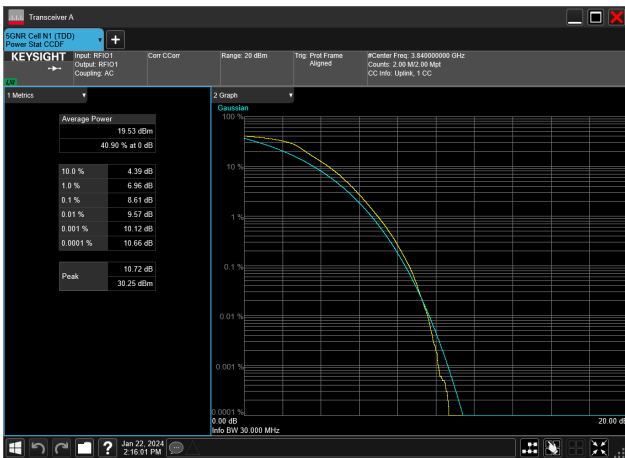 Transceiver A
5GNR Cell N1 (TDD)
Power Stat CCDF
KEYSIGHT
Input: RFIO1
Output: RFIO1
Coupling: AC
Corr CCorr
Range: 20 dBm
Trig: Prot Frame
Aligned
#Center Freq: 3.840000000 GHz
Counts: 2.00 M/2.00 Mpt
CC Info: Uplink, 1 CC
1 Metrics
2 Graph
Average Power
19.53 dBm
40.90 % at 0 dB
10.0 % 4.39 dB
1.0 % 6.96 dB
0.1 % 8.61 dB
0.01 % 9.57 dB
0.001 % 10.12 dB
0.0001 % 10.66 dB
Peak
10.72 dB
30.25 dBm
Gaussian
100 %
10 %
1 %
0.1 %
0.01 %
0.001 %
0.0001 %
0.00 dB
20.00 dB
Info BW 30.000 MHz
Jan 22, 2024
2:16:01 PM